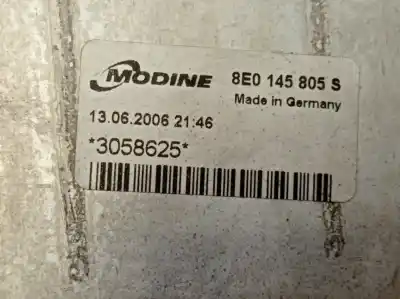 MODINE 8E0 145 805 S
Made in Germany
13.06.2006 21:46
*3058625*